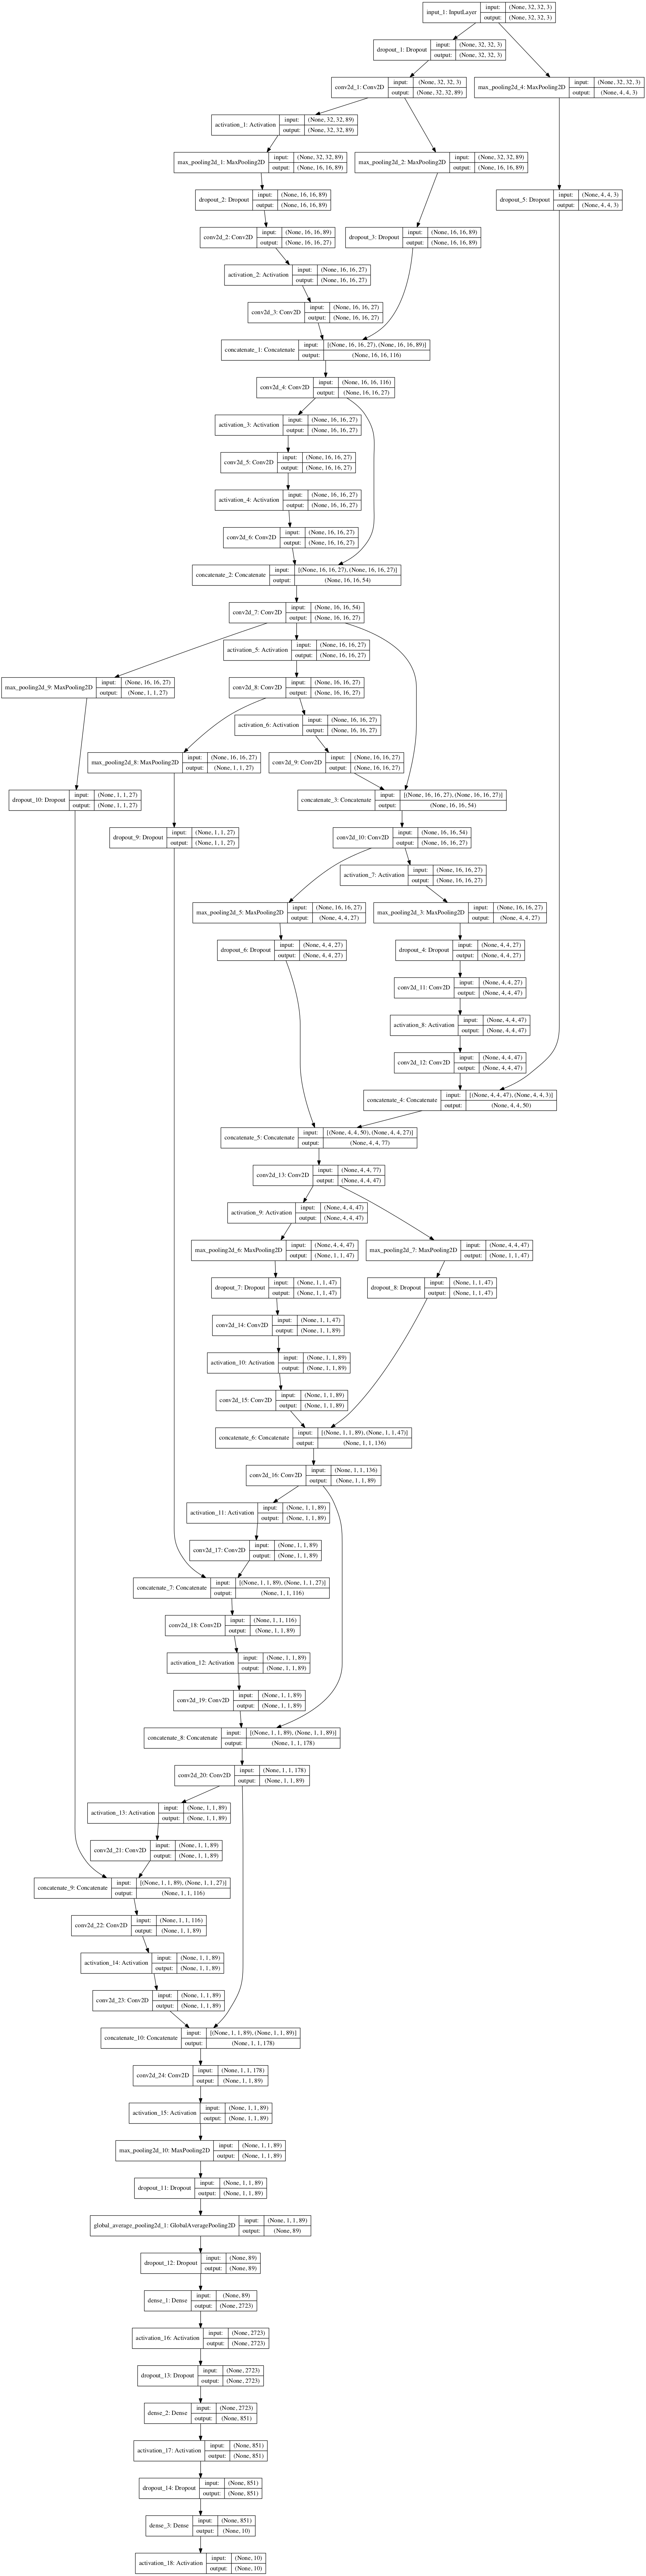 input_1: InputLayer input: (None, 32, 32, 3)
output: (None, 32, 32, 3)
dropout_1: Dropout input: (None, 32, 32, 3)
output: (None, 32, 32, 3)
conv2d_1: Conv2D input: (None, 32, 32, 3)
output: (None, 32, 32, 89)
max_pooling2d_4: MaxPooling2D input: (None, 32, 32, 3)
output: (None, 4, 4, 3)
activation_1: Activation input: (None, 32, 32, 89)
output: (None, 32, 32, 89)
max_pooling2d_1: MaxPooling2D input: (None, 32, 32, 89)
output: (None, 16, 16, 89)
max_pooling2d_2: MaxPooling2D input: (None, 32, 32, 89)
output: (None, 16, 16, 89)
dropout_2: Dropout input: (None, 16, 16, 89)
output: (None, 16, 16, 89)
dropout_5: Dropout input: (None, 4, 4, 3)
output: (None, 4, 4, 3)
conv2d_2: Conv2D input: (None, 16, 16, 89)
output: (None, 16, 16, 27)
dropout_3: Dropout input: (None, 16, 16, 89)
output: (None, 16, 16, 89)
activation_2: Activation input: (None, 16, 16, 27)
output: (None, 16, 16, 27)
conv2d_3: Conv2D input: (None, 16, 16, 27)
output: (None, 16, 16, 27)
concatenate_1: Concatenate input: [(None, 16, 16, 27), (None, 16, 16, 89)]
output: (None, 16, 16, 116)
conv2d_4: Conv2D input: (None, 16, 16, 116)
output: (None, 16, 16, 27)
activation_3: Activation input: (None, 16, 16, 27)
output: (None, 16, 16, 27)
conv2d_5: Conv2D input: (None, 16, 16, 27)
output: (None, 16, 16, 27)
activation_4: Activation input: (None, 16, 16, 27)
output: (None, 16, 16, 27)
conv2d_6: Conv2D input: (None, 16, 16, 27)
output: (None, 16, 16, 27)
concatenate_2: Concatenate input: [(None, 16, 16, 27), (None, 16, 16, 27)]
output: (None, 16, 16, 54)
conv2d_7: Conv2D input: (None, 16, 16, 54)
output: (None, 16, 16, 27)
activation_5: Activation input: (None, 16, 16, 27)
output: (None, 16, 16, 27)
max_pooling2d_9: MaxPooling2D input: (None, 16, 16, 27)
output: (None, 1, 1, 27)
conv2d_8: Conv2D input: (None, 16, 16, 27)
output: (None, 16, 16, 27)
activation_6: Activation input: (None, 16, 16, 27)
output: (None, 16, 16, 27)
max_pooling2d_8: MaxPooling2D input: (None, 16, 16, 27)
output: (None, 1, 1, 27)
conv2d_9: Conv2D input: (None, 16, 16, 27)
output: (None, 16, 16, 27)
dropout_10: Dropout input: (None, 1, 1, 27)
output: (None, 1, 1, 27)
concatenate_3: Concatenate input: [(None, 16, 16, 27), (None, 16, 16, 27)]
output: (None, 16, 16, 54)
dropout_9: Dropout input: (None, 1, 1, 27)
output: (None, 1, 1, 27)
conv2d_10: Conv2D input: (None, 16, 16, 54)
output: (None, 16, 16, 27)
activation_7: Activation input: (None, 16, 16, 27)
output: (None, 16, 16, 27)
max_pooling2d_5: MaxPooling2D input: (None, 16, 16, 27)
output: (None, 4, 4, 27)
max_pooling2d_3: MaxPooling2D input: (None, 16, 16, 27)
output: (None, 4, 4, 27)
dropout_6: Dropout input: (None, 4, 4, 27)
output: (None, 4, 4, 27)
dropout_4: Dropout input: (None, 4, 4, 27)
output: (None, 4, 4, 27)
conv2d_11: Conv2D input: (None, 4, 4, 27)
output: (None, 4, 4, 47)
activation_8: Activation input: (None, 4, 4, 47)
output: (None, 4, 4, 47)
conv2d_12: Conv2D input: (None, 4, 4, 47)
output: (None, 4, 4, 47)
concatenate_4: Concatenate input: [(None, 4, 4, 47), (None, 4, 4, 3)]
output: (None, 4, 4, 50)
concatenate_5: Concatenate input: [(None, 4, 4, 50), (None, 4, 4, 27)]
output: (None, 4, 4, 77)
conv2d_13: Conv2D input: (None, 4, 4, 77)
output: (None, 4, 4, 47)
activation_9: Activation input: (None, 4, 4, 47)
output: (None, 4, 4, 47)
max_pooling2d_6: MaxPooling2D input: (None, 4, 4, 47)
output: (None, 1, 1, 47)
max_pooling2d_7: MaxPooling2D input: (None, 4, 4, 47)
output: (None, 1, 1, 47)
dropout_7: Dropout input: (None, 1, 1, 47)
output: (None, 1, 1, 47)
dropout_8: Dropout input: (None, 1, 1, 47)
output: (None, 1, 1, 47)
conv2d_14: Conv2D input: (None, 1, 1, 47)
output: (None, 1, 1, 89)
activation_10: Activation input: (None, 1, 1, 89)
output: (None, 1, 1, 89)
conv2d_15: Conv2D input: (None, 1, 1, 89)
output: (None, 1, 1, 89)
concatenate_6: Concatenate input: [(None, 1, 1, 89), (None, 1, 1, 47)]
output: (None, 1, 1, 136)
conv2d_16: Conv2D input: (None, 1, 1, 136)
output: (None, 1, 1, 89)
activation_11: Activation input: (None, 1, 1, 89)
output: (None, 1, 1, 89)
conv2d_17: Conv2D input: (None, 1, 1, 89)
output: (None, 1, 1, 89)
concatenate_7: Concatenate input: [(None, 1, 1, 89), (None, 1, 1, 27)]
output: (None, 1, 1, 116)
conv2d_18: Conv2D input: (None, 1, 1, 116)
output: (None, 1, 1, 89)
activation_12: Activation input: (None, 1, 1, 89)
output: (None, 1, 1, 89)
conv2d_19: Conv2D input: (None, 1, 1, 89)
output: (None, 1, 1, 89)
concatenate_8: Concatenate input: [(None, 1, 1, 89), (None, 1, 1, 89)]
output: (None, 1, 1, 178)
conv2d_20: Conv2D input: (None, 1, 1, 178)
output: (None, 1, 1, 89)
activation_13: Activation input: (None, 1, 1, 89)
output: (None, 1, 1, 89)
conv2d_21: Conv2D input: (None, 1, 1, 89)
output: (None, 1, 1, 89)
concatenate_9: Concatenate input: [(None, 1, 1, 89), (None, 1, 1, 27)]
output: (None, 1, 1, 116)
conv2d_22: Conv2D input: (None, 1, 1, 116)
output: (None, 1, 1, 89)
activation_14: Activation input: (None, 1, 1, 89)
output: (None, 1, 1, 89)
conv2d_23: Conv2D input: (None, 1, 1, 89)
output: (None, 1, 1, 89)
concatenate_10: Concatenate input: [(None, 1, 1, 89), (None, 1, 1, 89)]
output: (None, 1, 1, 178)
conv2d_24: Conv2D input: (None, 1, 1, 178)
output: (None, 1, 1, 89)
activation_15: Activation input: (None, 1, 1, 89)
output: (None, 1, 1, 89)
max_pooling2d_10: MaxPooling2D input: (None, 1, 1, 89)
output: (None, 1, 1, 89)
dropout_11: Dropout input: (None, 1, 1, 89)
output: (None, 1, 1, 89)
global_average_pooling2d_1: GlobalAveragePooling2D input: (None, 1, 1, 89)
output: (None, 89)
dropout_12: Dropout input: (None, 89)
output: (None, 89)
dense_1: Dense input: (None, 89)
output: (None, 2723)
activation_16: Activation input: (None, 2723)
output: (None, 2723)
dropout_13: Dropout input: (None, 2723)
output: (None, 2723)
dense_2: Dense input: (None, 2723)
output: (None, 851)
activation_17: Activation input: (None, 851)
output: (None, 851)
dropout_14: Dropout input: (None, 851)
output: (None, 851)
dense_3: Dense input: (None, 851)
output: (None, 10)
activation_18: Activation input: (None, 10)
output: (None, 10)